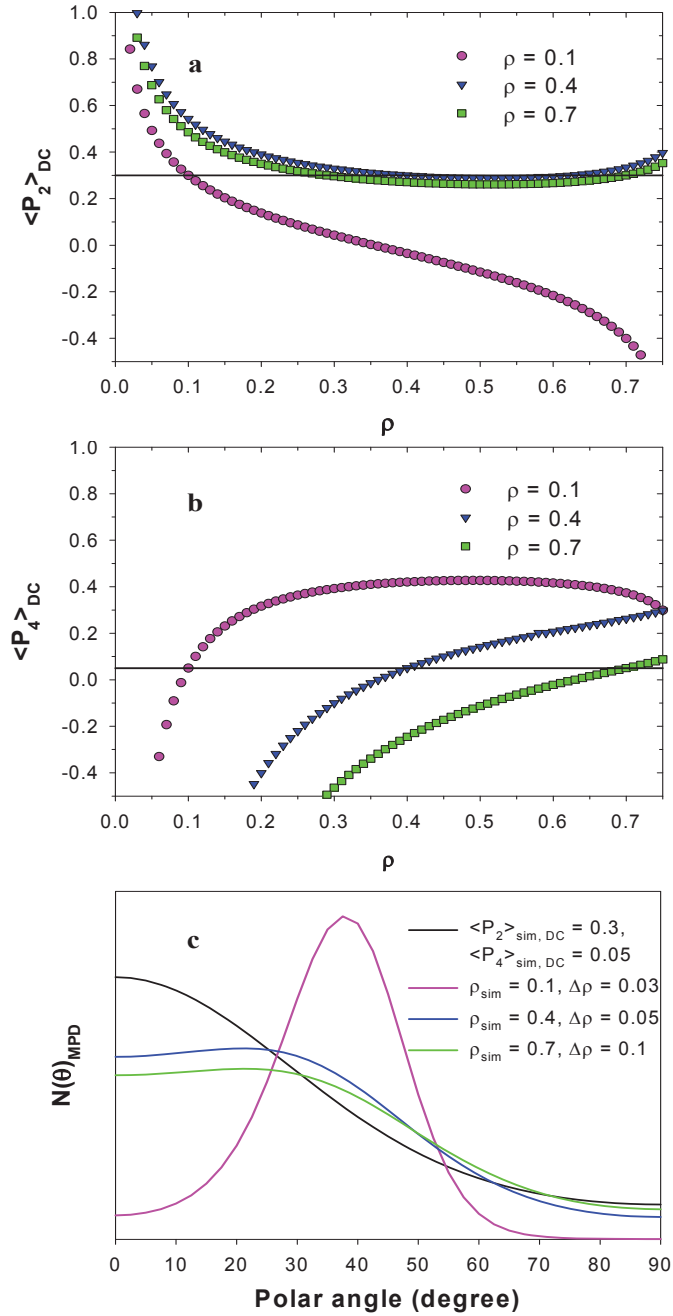 1.0
0.8
0.6
0.4
0.2
0.0
-0.2
-0.4
<P₂>DC
a
ρ = 0.1
ρ = 0.4
ρ = 0.7
0.0 0.1 0.2 0.3 0.4 0.5 0.6 0.7
ρ
1.0
0.8
0.6
0.4
0.2
0.0
-0.2
-0.4
<P₄>DC
b
ρ = 0.1
ρ = 0.4
ρ = 0.7
0.0 0.1 0.2 0.3 0.4 0.5 0.6 0.7
ρ
N(θ)MPD
c
<P₂>sim, DC = 0.3,
<P₄>sim, DC = 0.05
ρsim = 0.1, Δρ = 0.03
ρsim = 0.4, Δρ = 0.05
ρsim = 0.7, Δρ = 0.1
0 10 20 30 40 50 60 70 80 90
Polar angle (degree)